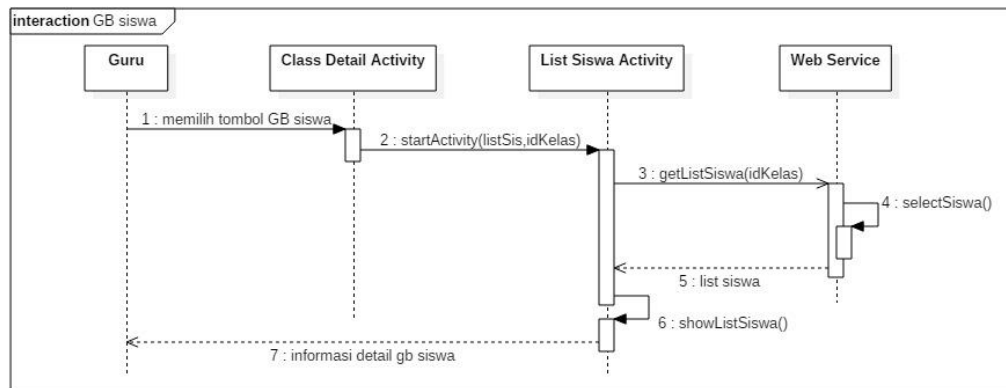 interaction GB siswa
Guru
Class Detail Activity
List Siswa Activity
Web Service
1 : memilih tombol GB siswa
2 : startActivity(listSis,idKelas)
3 : getListSiswa(idKelas)
4 : selectSiswa()
5 : list siswa
6 : showListSiswa()
7 : informasi detail gb siswa